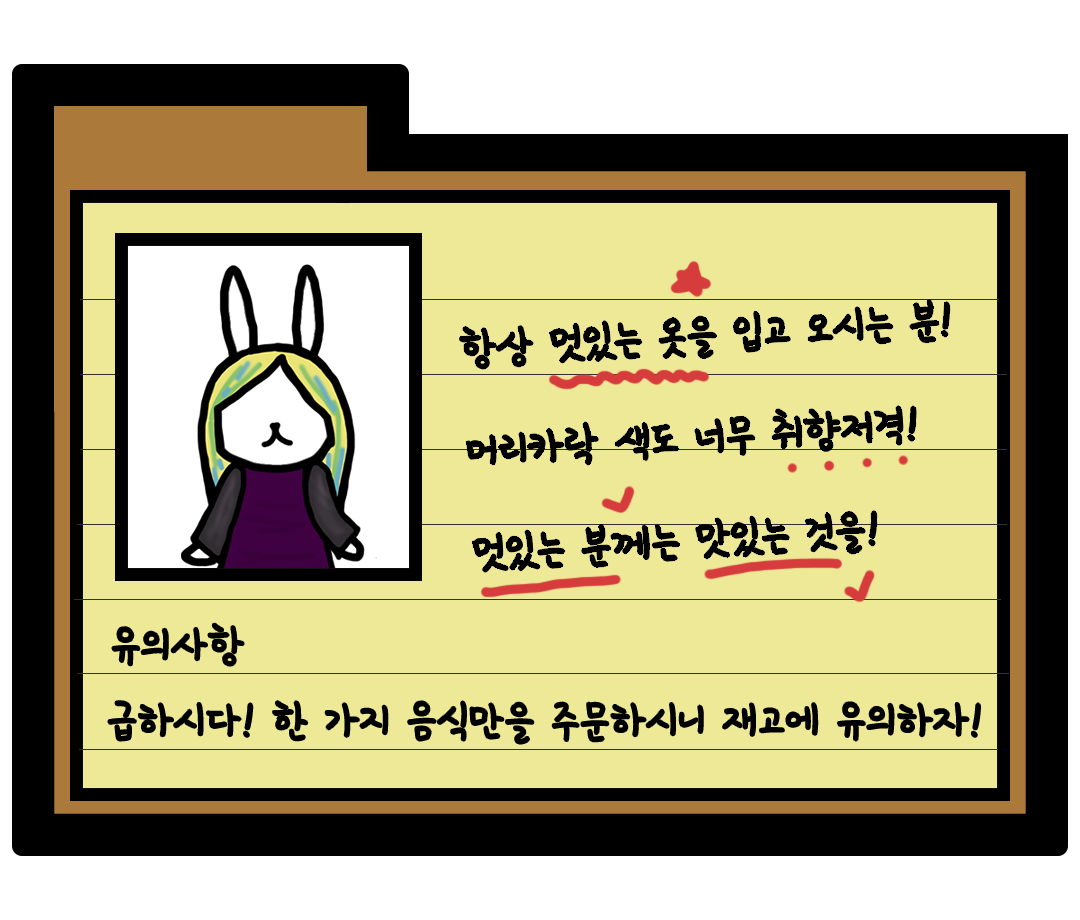 항상 멋있는 옷을 입고 오시는 분!
머리카락 색도 너무 취향저격!
멋있는 분께는 맛있는 것을!
유의사항
급하시다! 한 가지 음식만을 주문하시니 재고에 유의하자!